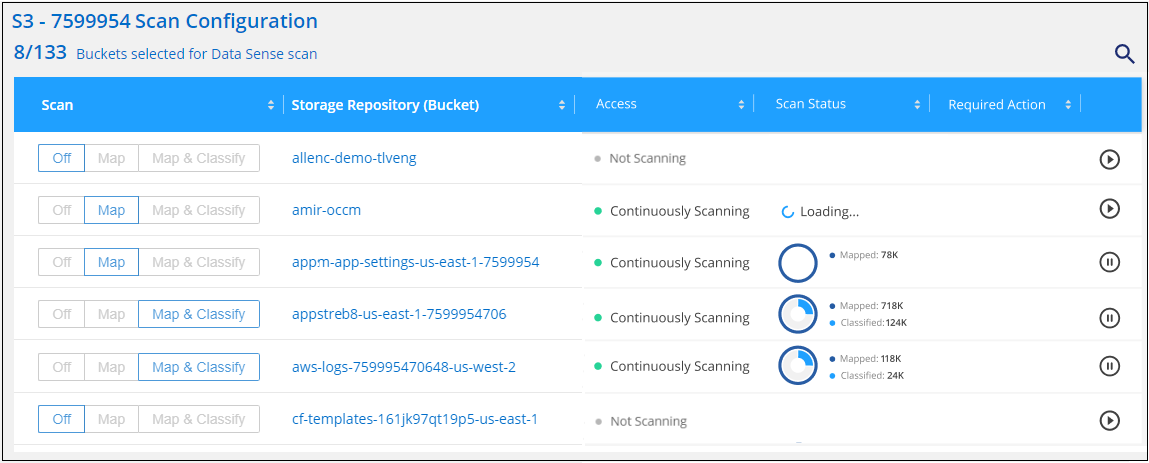 S3 - 7599954 Scan Configuration
8/133 Buckets selected for Data Sense scan
Scan Storage Repository (Bucket) Access Scan Status Required Action
Off Map Map & Classify allenc-demo-tlveng Not Scanning
Off Map Map & Classify amir-occm Continuously Scanning Loading...
Off Map Map & Classify appm-app-settings-us-east-1-7599954 Continuously Scanning Mapped: 78K
Off Map Map & Classify appstreb8-us-east-1-7599954706 Continuously Scanning Mapped: 718K
Classified:124K
Off Map Map & Classify aws-logs-759995470648-us-west-2 Continuously Scanning Mapped: 118K
Classified: 24K
Off Map Map & Classify cf-templates-161jk97qt19p5-us-east-1 Not Scanning